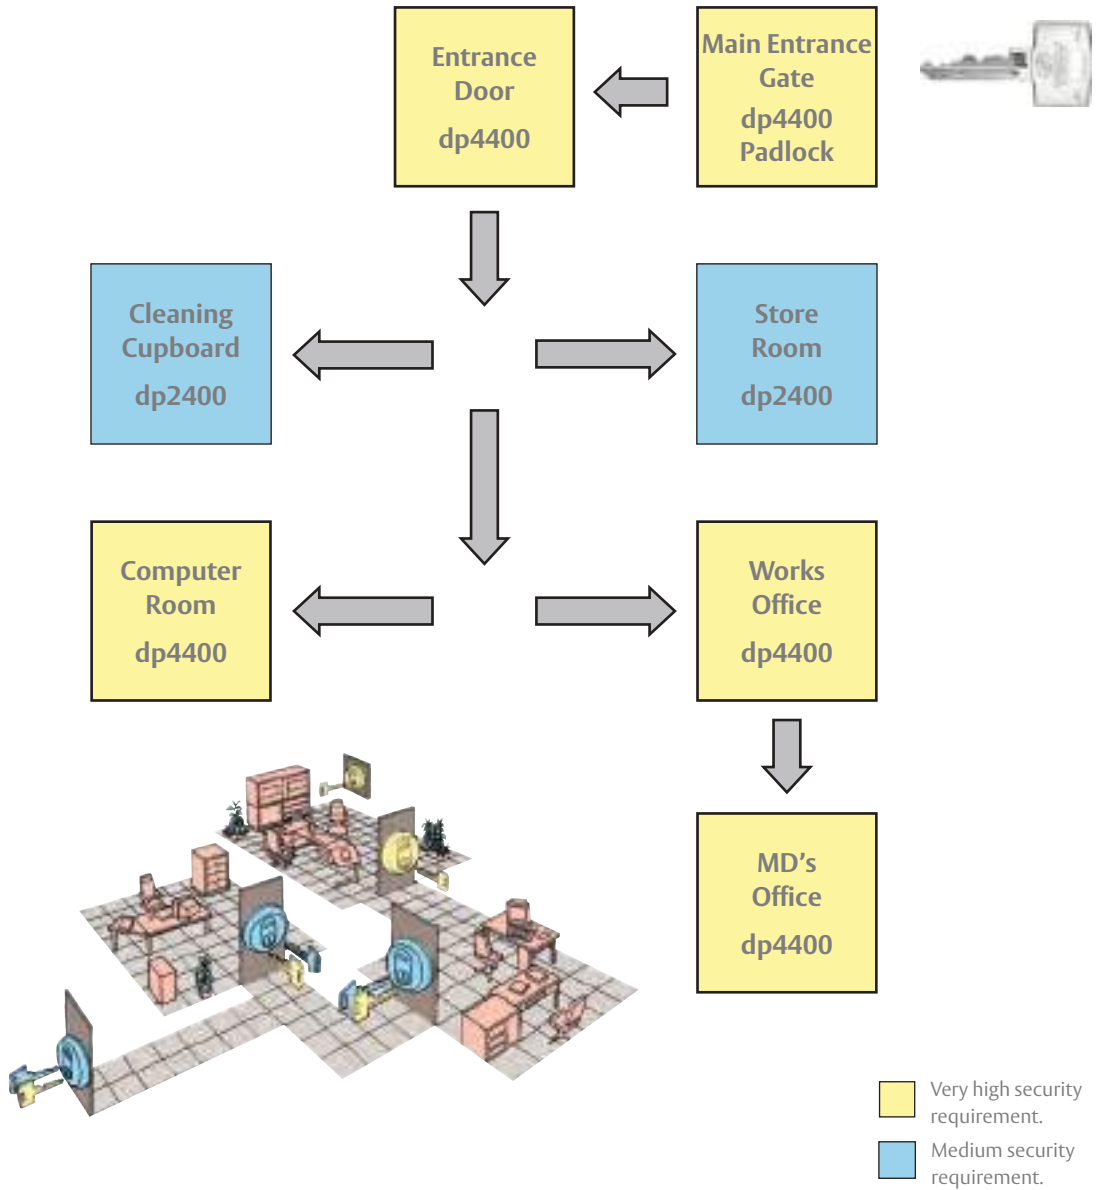 Entrance
Door
dp4400
Main Entrance
Gate
dp4400
Padlock
Cleaning
Cupboard
dp2400
Store
Room
dp2400
Computer
Room
dp4400
Works
Office
dp4400
MD's
Office
dp4400
Very high security
requirement.
Medium security
requirement.